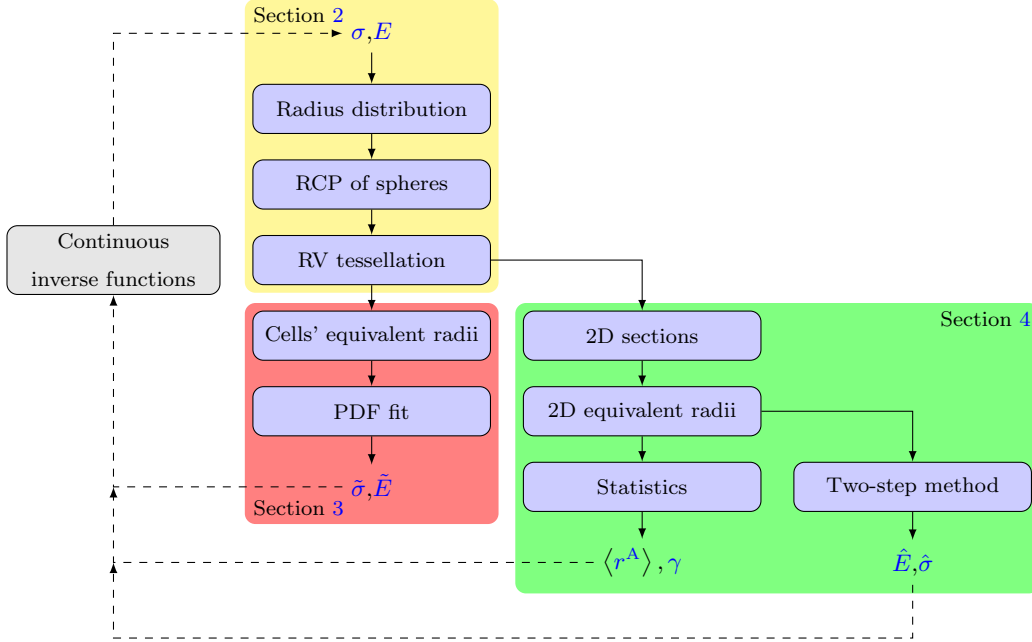 Section 2
σ,E
Radius distribution
RCP of spheres
RV tessellation
Continuous
inverse functions
Cells' equivalent radii
PDF fit
σ̃,Ẽ
Section 3
Section 4
2D sections
2D equivalent radii
Statistics
Two-step method
⟨r^A⟩,γ
Ê,σ̂